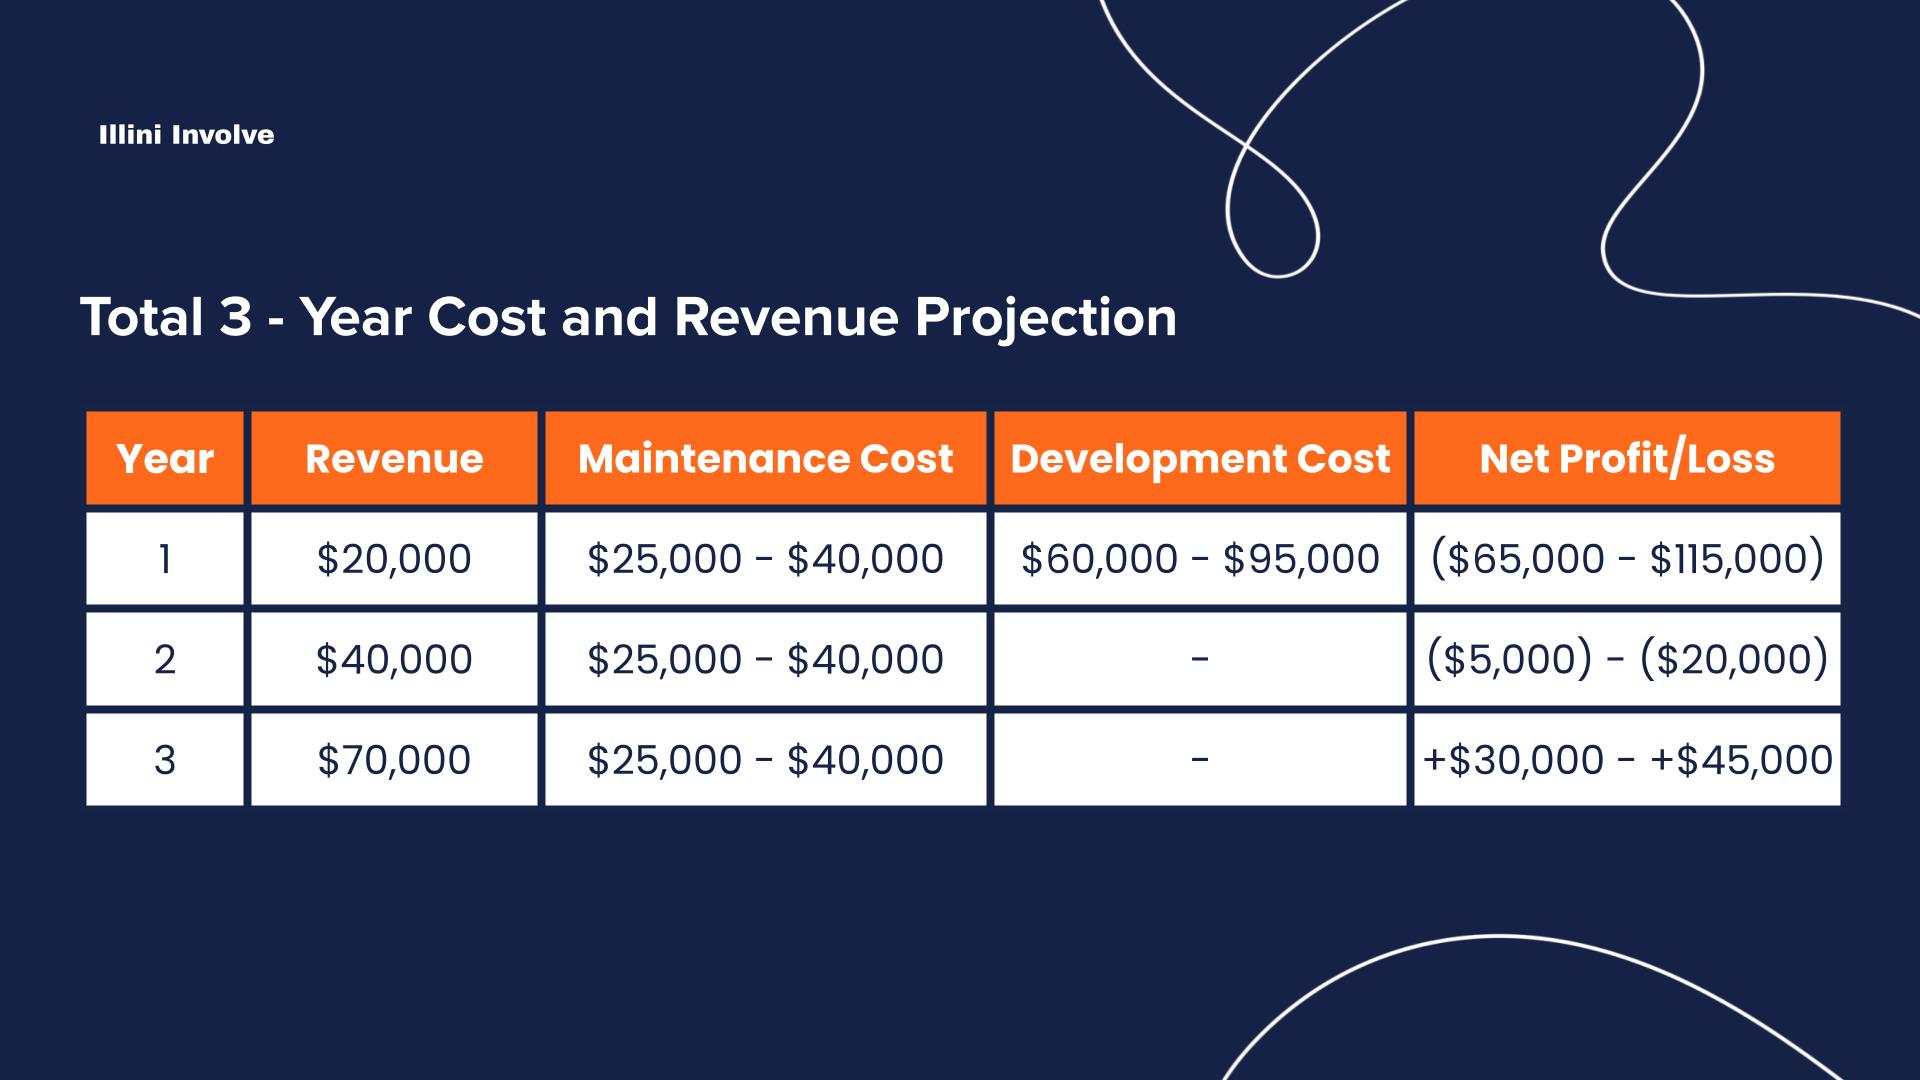 Illini Involve
Total 3 - Year Cost and Revenue Projection
Year Revenue Maintenance Cost Development Cost Net Profit/Loss
1 $20,000 $25,000 - $40,000 $60,000 - $95,000 ($65,000 - $115,000)
2 $40,000 $25,000 - $40,000 - ($5,000) - ($20,000)
3 $70,000 $25,000 - $40,000 - +$30,000 - +$45,000